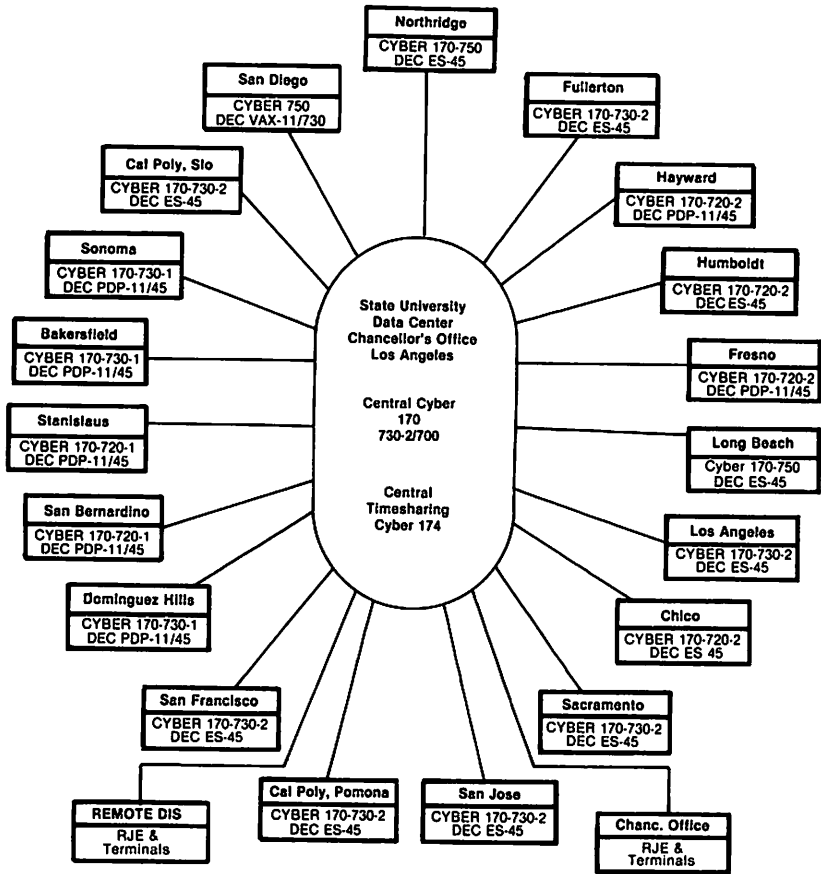 Northridge
CYBER 170-750
DEC ES-45
San Diego
CYBER 750
DEC VAX-11/730
Fullerton
CYBER 170-730-2
DEC ES-45
Cal Poly, Slo
CYBER 170-730-2
DEC ES-45
Hayward
CYBER 170-720-2
DEC PDP-11/45
Sonoma
CYBER 170-730-1
DEC PDP-11/45
Humboldt
CYBER 170-720-2
DEC ES-45
State University
Data Center
Chancellor's Office
Los Angeles
Central Cyber
170
730-2/700
Central
Timesharing
Cyber 174
Bakersfield
CYBER 170-730-1
DEC PDP-11/45
Fresno
CYBER 170-720-2
DEC PDP-11/45
Stanislaus
CYBER 170-720-1
DEC PDP-11/45
Long Beach
Cyber 170-750
DEC ES-45
San Bernardino
CYBER 170-720-1
DEC PDP-11/45
Los Angeles
CYBER 170-730-2
DEC ES-45
Dominguez Hills
CYBER 170-730-1
DEC PDP-11/45
Chico
CYBER 170-720-2
DEC ES 45
San Francisco
CYBER 170-730-2
DEC ES-45
Sacramento
CYBER 170-730-2
DEC ES-45
REMOTE DIS
RJE &
Terminals
Cal Poly, Pomona
CYBER 170-730-2
DEC ES-45
San Jose
CYBER 170-730-2
DEC ES-45
Chanc. Office
RJE &
Terminals